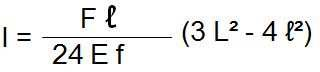 I = F ℓ / 24 E f (3 L² - 4 ℓ²)